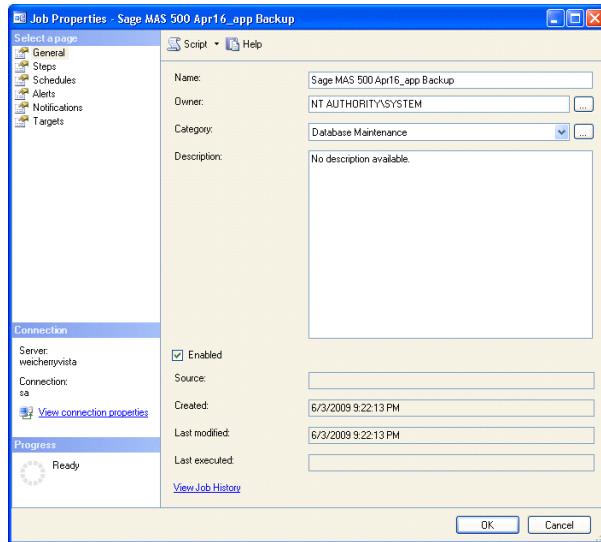 Job Properties - Sage MAS 500 Apr16_app Backup
Select a page
General
Steps
Schedules
Alerts
Notifications
Targets
Script
Help
Name:
Sage MAS 500 Apr16_app Backup
Owner:
NT AUTHORITY\SYSTEM
...
Category:
Database Maintenance
...
Description:
No description available.
Enabled
Source:
Created:
6/3/2009 9:22:13 PM
Last modified:
6/3/2009 9:22:13 PM
Last executed:
View Job History
Connection
Server:
weicherryvista
Connection:
sa
View connection properties
Progress
Ready
OK
Cancel